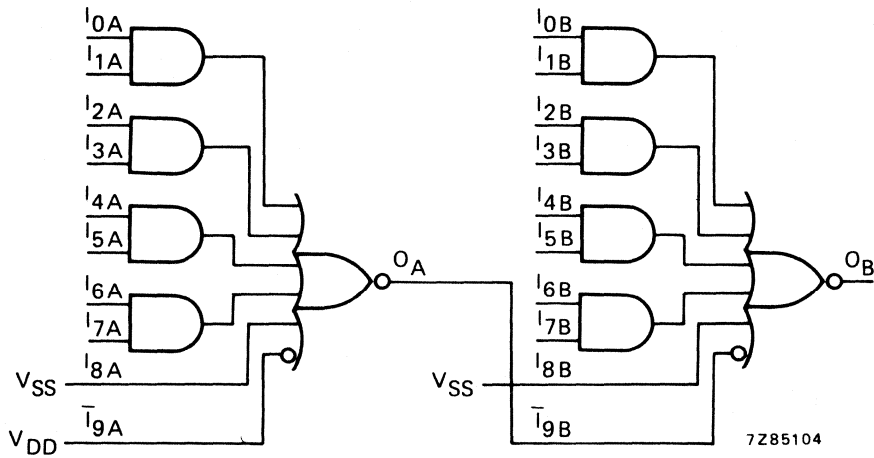 I0A
I1A
I2A
I3A
I4A
I5A
I6A
I7A
I8A
VSS
Ī9A
VDD
OA
I0B
I1B
I2B
I3B
I4B
I5B
I6B
I7B
I8B
VSS
Ī9B
OB
7Z85104